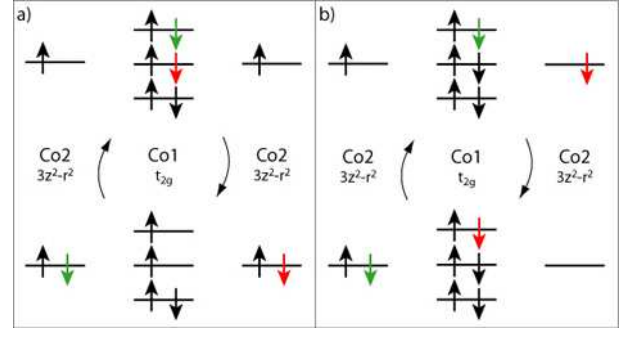 a)
b)
Co2
3z²-r²
Co1
t₂g
Co2
3z²-r²
Co2
3z²-r²
Co1
t₂g
Co2
3z²-r²